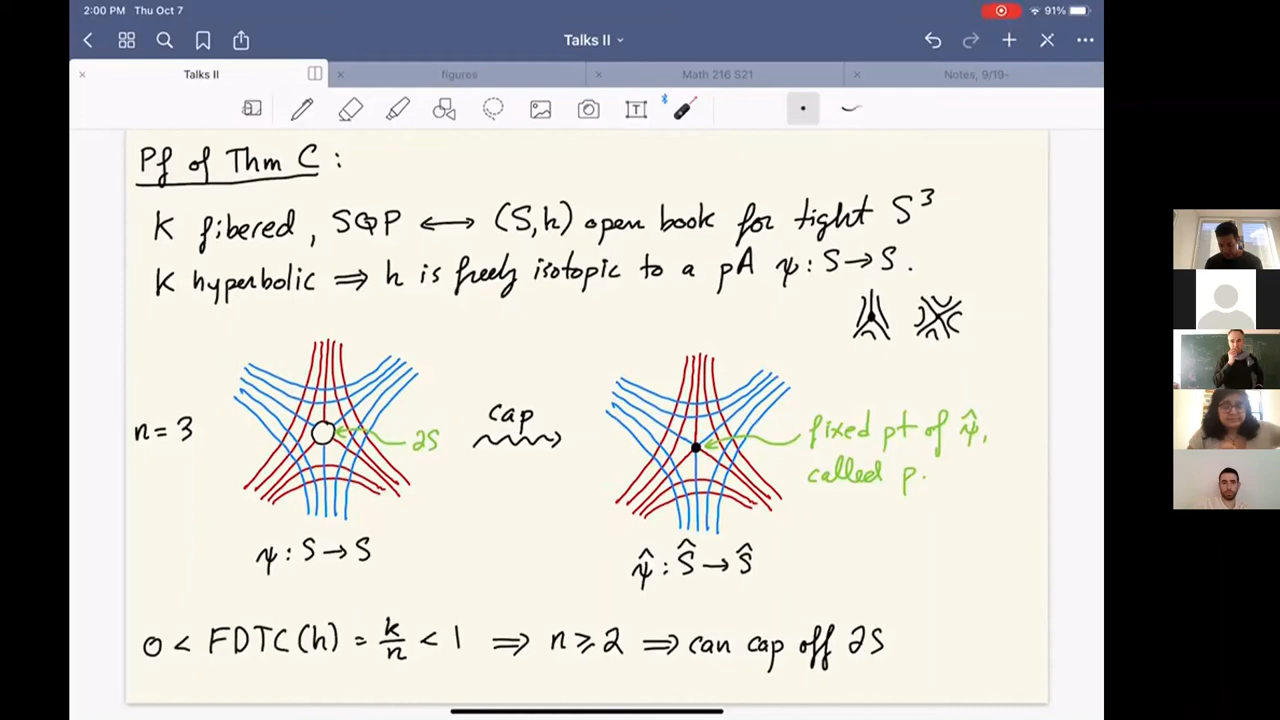 2:00 PM Thu Oct 7
91%
Talks II
Talks II
figures
Math 216 S21
Notes, 9/19-
Pf of Thm C :
K fibered, SQP ⟷ (S,h) open book for tight S³
K hyperbolic ⟹ h is freely isotopic to a pA ψ : S → S .
n = 3
∂S
cap
fixed pt of ψ̂,
called p.
ψ : S → S
ψ̂ : Ŝ → Ŝ
0 < FDTC(h) = k/n < 1 ⟹ n ⩾ 2 ⟹ can cap off ∂S